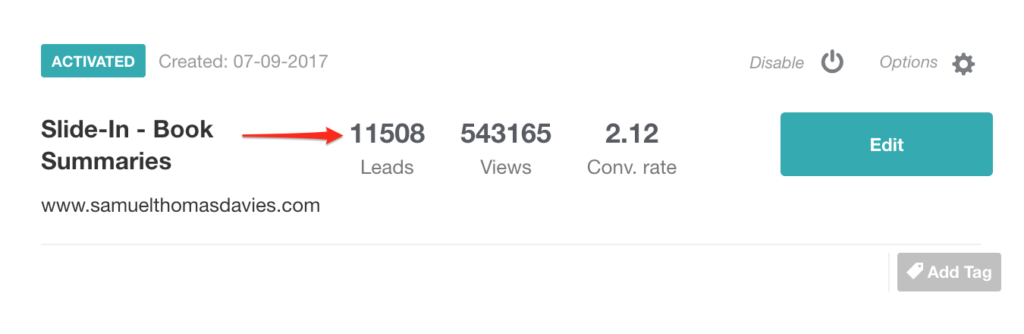 ACTIVATED Created: 07-09-2017 Disable Options
Slide-In - Book
Summaries
11508 543165 2.12
Leads Views Conv. rate
Edit
www.samuelthomasdavies.com
Add Tag